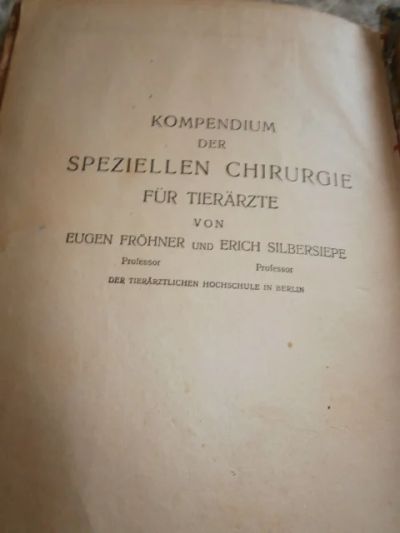 KOMPENDIUM
DER
SPEZIELLEN CHIRURGIE
FÜR TIERÄRZTE
VON
EUGEN FRÖHNER UND ERICH SILBERSIEPE
Professor Professor
DER TIERÄRZTLICHEN HOCHSCHULE IN BERLIN